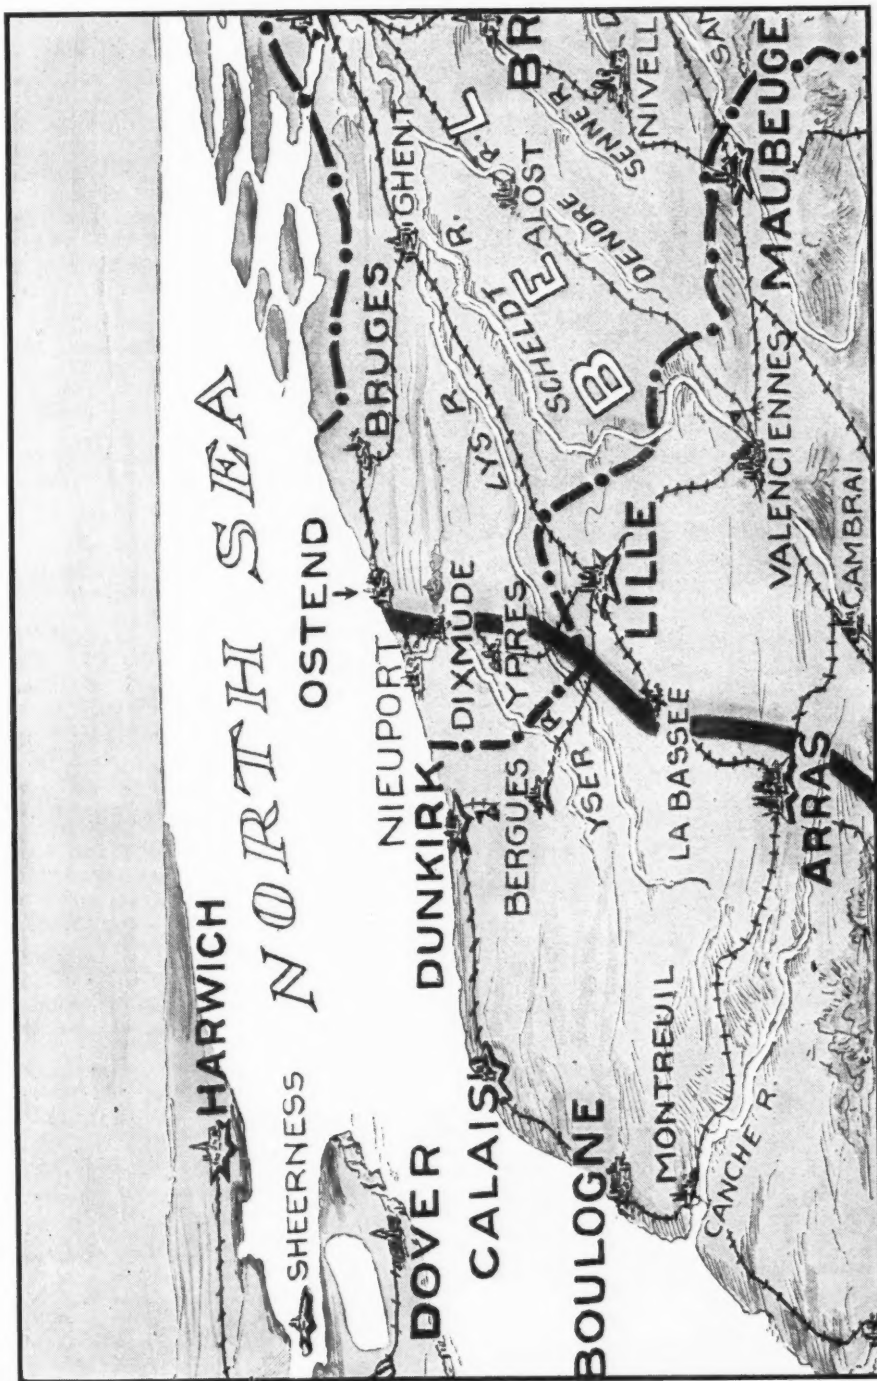 HARWICH
NORTH SEA
SHEERNESS
OSTEND
BRUGES
GHENT
DOVER
DUNKIRK
NIEUPORT
DIXMUDE
YPRES
CALAIS
BERGUES
YSER R.
LYS R.
SCHELDT R.
B E L
R.
ALOST
DENDRE
SENNE R.
BR
NIVELL
BOULOGNE
MONTREUIL
CANCHE R.
LA BASSEE
LILLE
ARRAS
VALENCIENNES
CAMBRAI
MAUBEUGE